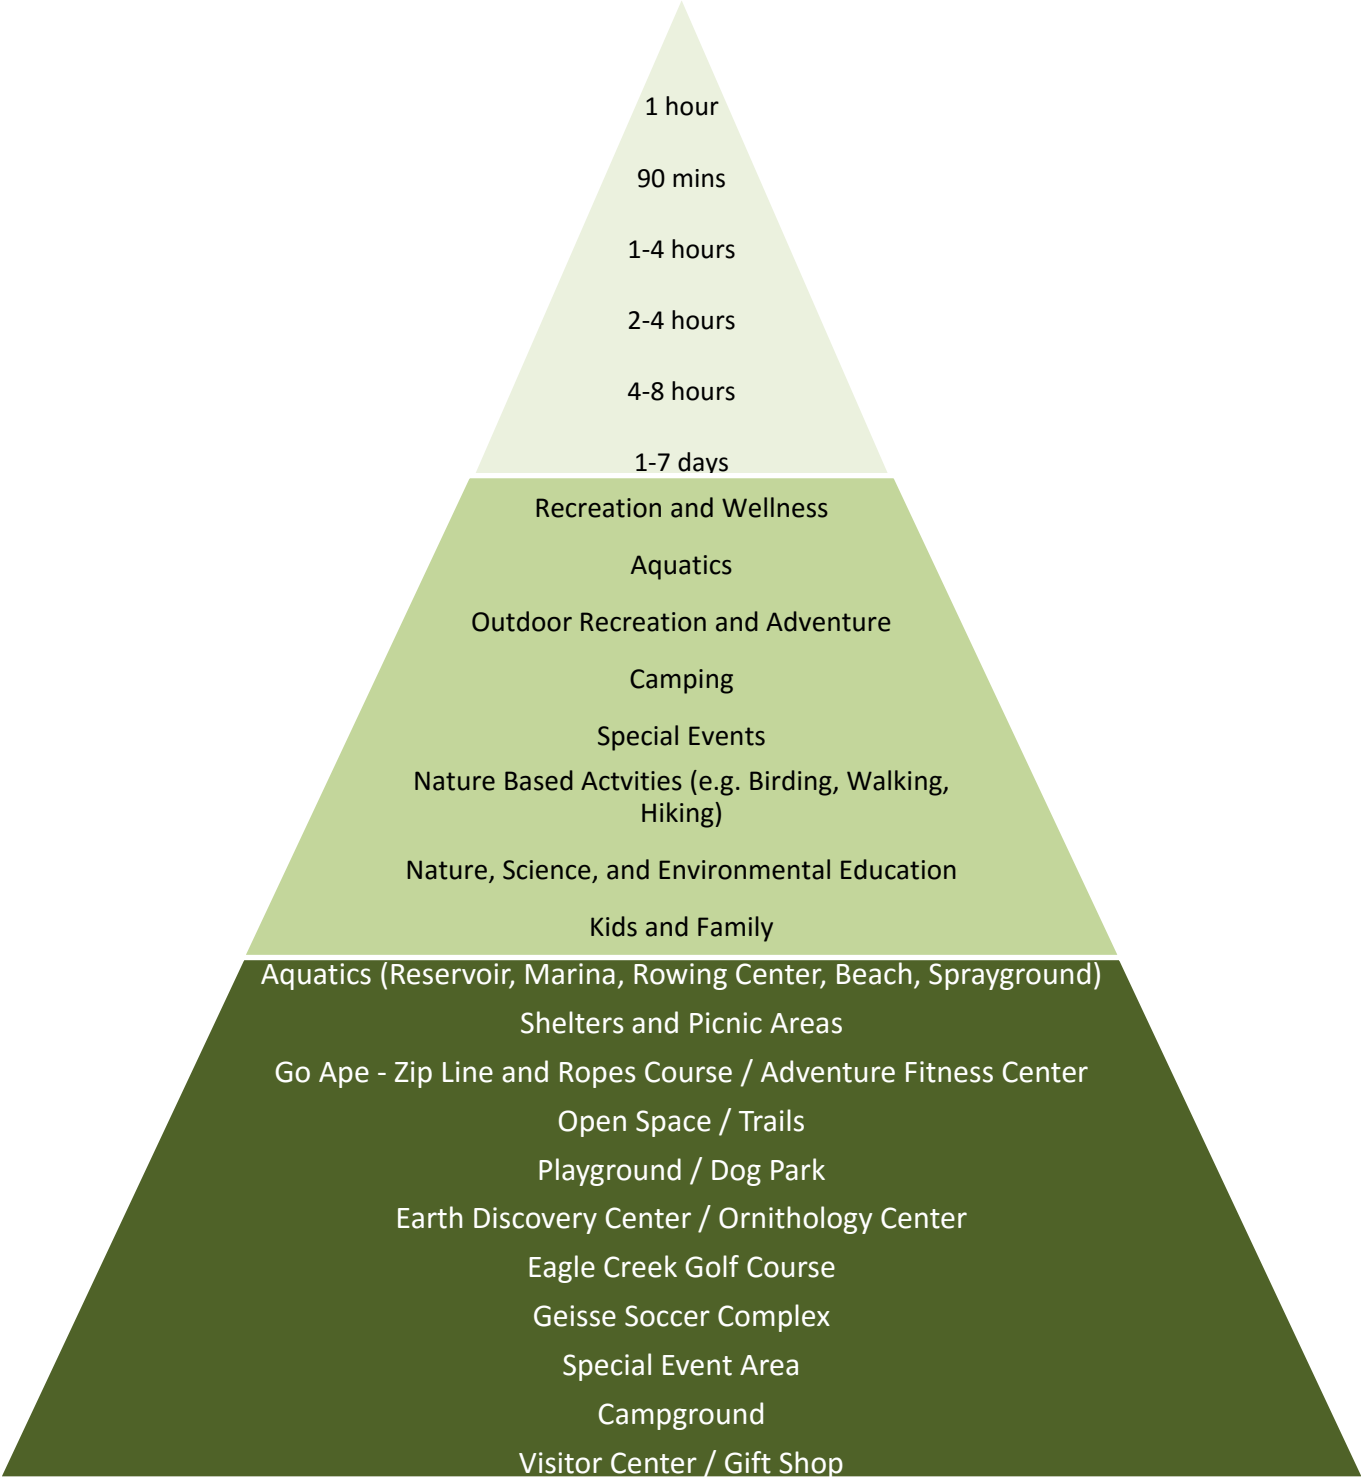 1 hour
90 mins
1-4 hours
2-4 hours
4-8 hours
1-7 days
Recreation and Wellness
Aquatics
Outdoor Recreation and Adventure
Camping
Special Events
Nature Based Actvities (e.g. Birding, Walking,
Hiking)
Nature, Science, and Environmental Education
Kids and Family
Aquatics (Reservoir, Marina, Rowing Center, Beach, Sprayground)
Shelters and Picnic Areas
Go Ape - Zip Line and Ropes Course / Adventure Fitness Center
Open Space / Trails
Playground / Dog Park
Earth Discovery Center / Ornithology Center
Eagle Creek Golf Course
Geisse Soccer Complex
Special Event Area
Campground
Visitor Center / Gift Shop